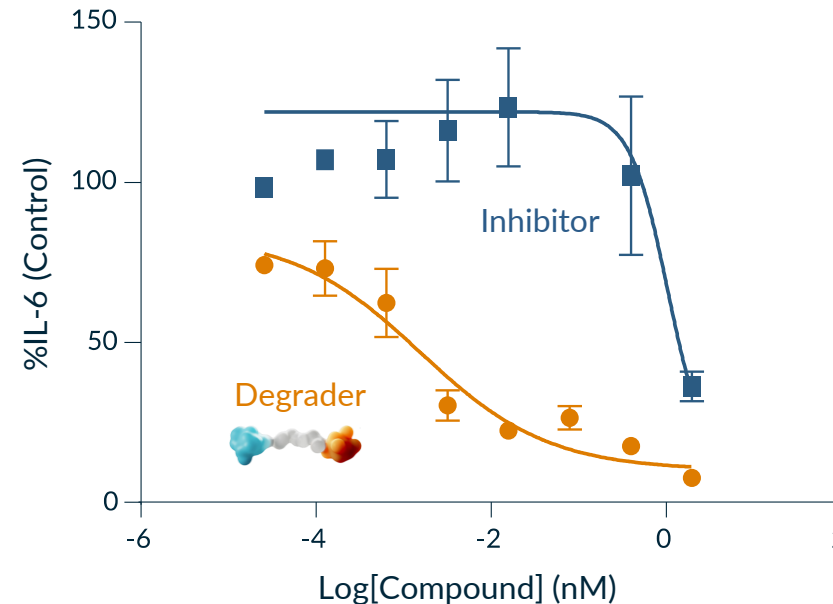 150
100
50
0
%IL-6 (Control)
Inhibitor
Degrader
-6
-4
-2
0
Log[Compound] (nM)